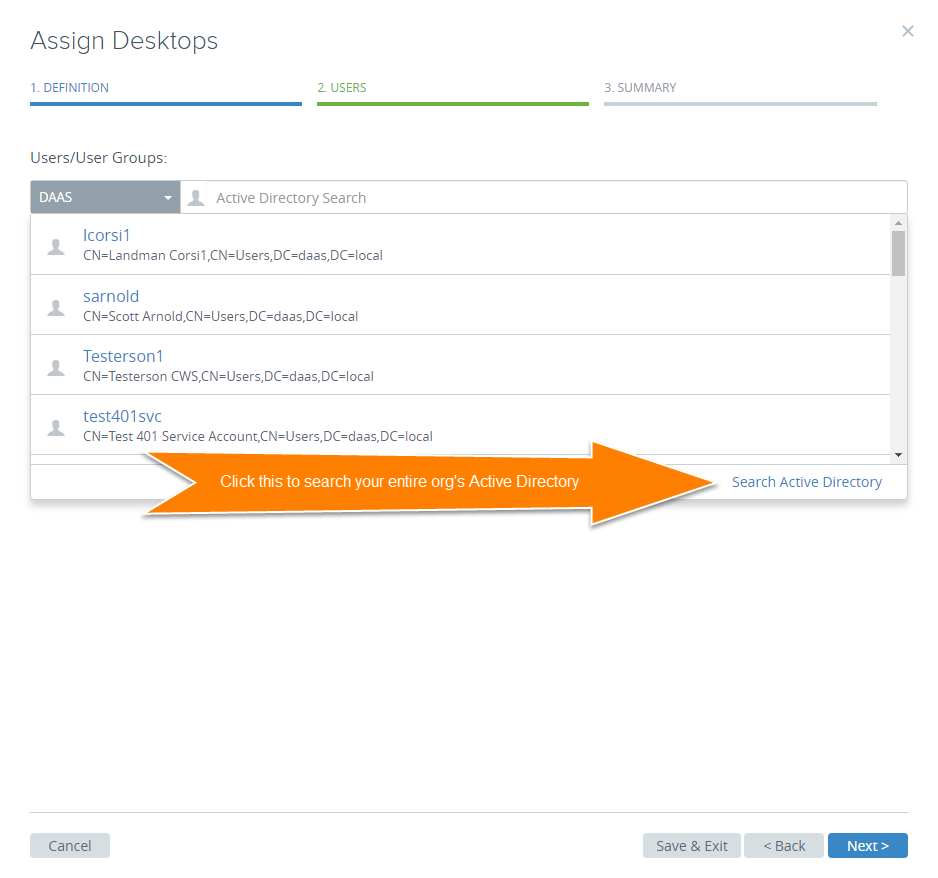 Assign Desktops
×
1. DEFINITION
2. USERS
3. SUMMARY
Users/User Groups:
DAAS
Active Directory Search
lcorsi1
CN=Landman Corsi1,CN=Users,DC=daas,DC=local
sarnold
CN=Scott Arnold,CN=Users,DC=daas,DC=local
Testerson1
CN=Testerson CWS,CN=Users,DC=daas,DC=local
test401svc
CN=Test 401 Service Account,CN=Users,DC=daas,DC=local
Click this to search your entire org's Active Directory
Search Active Directory
Cancel
Save & Exit
< Back
Next >